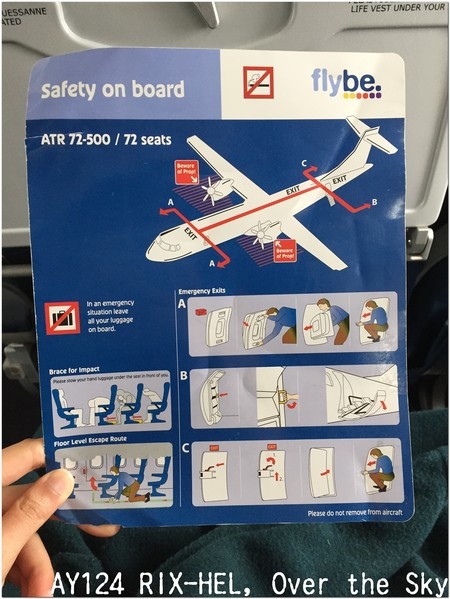 UESSANNE
ATED
LIFE VEST UNDER YOUR
Safety on board
flybe.
ATR 72-500 / 72 seats
Beware
of Prop!
C
EXIT
EXIT
A
B
EXIT
Beware
of Prop!
A
In an emergency
situation leave
all your luggage
on board.
Emergency Exits
A
Brace for Impact
Please stow your hand luggage under the seat in front of you.
B
Floor Level Escape Route
C
EXIT
EXIT
Please do not remove from aircraft
AY124 RIX-HEL, Over the Sky